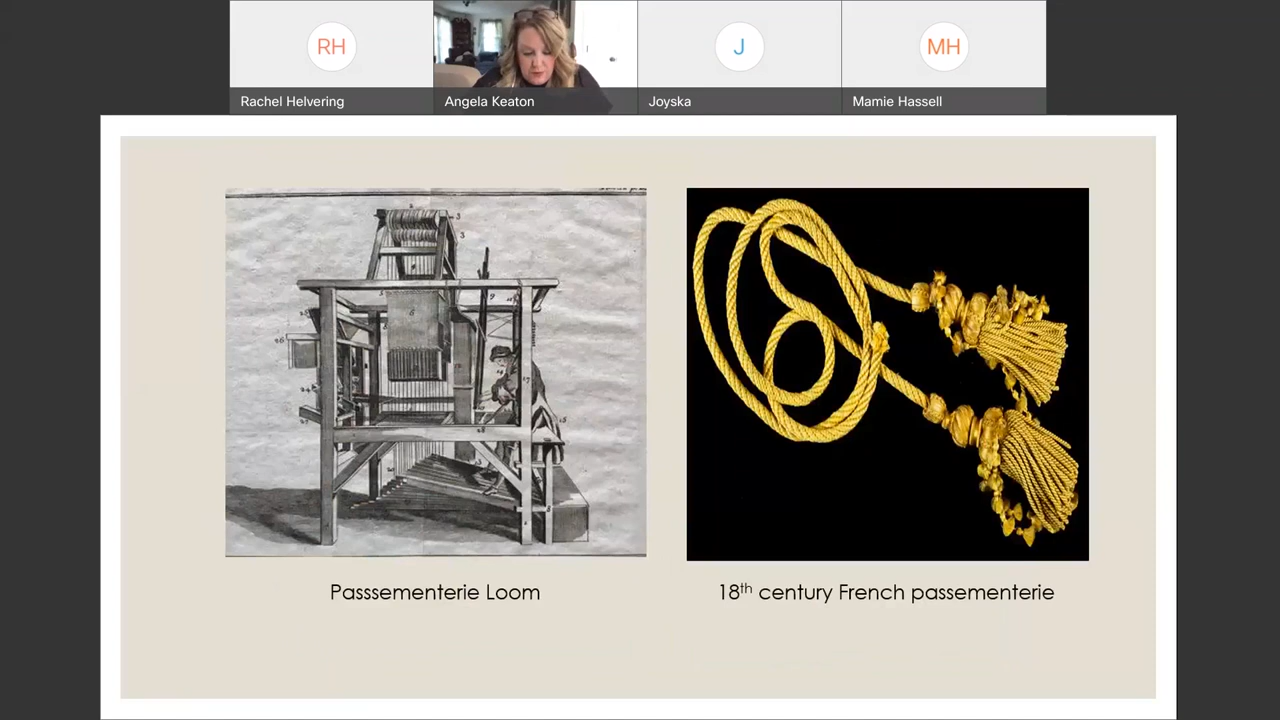 RH
J
MH
Rachel Helvering
Angela Keaton
Joyska
Mamie Hassell
Passsementerie Loom
18th century French passementerie